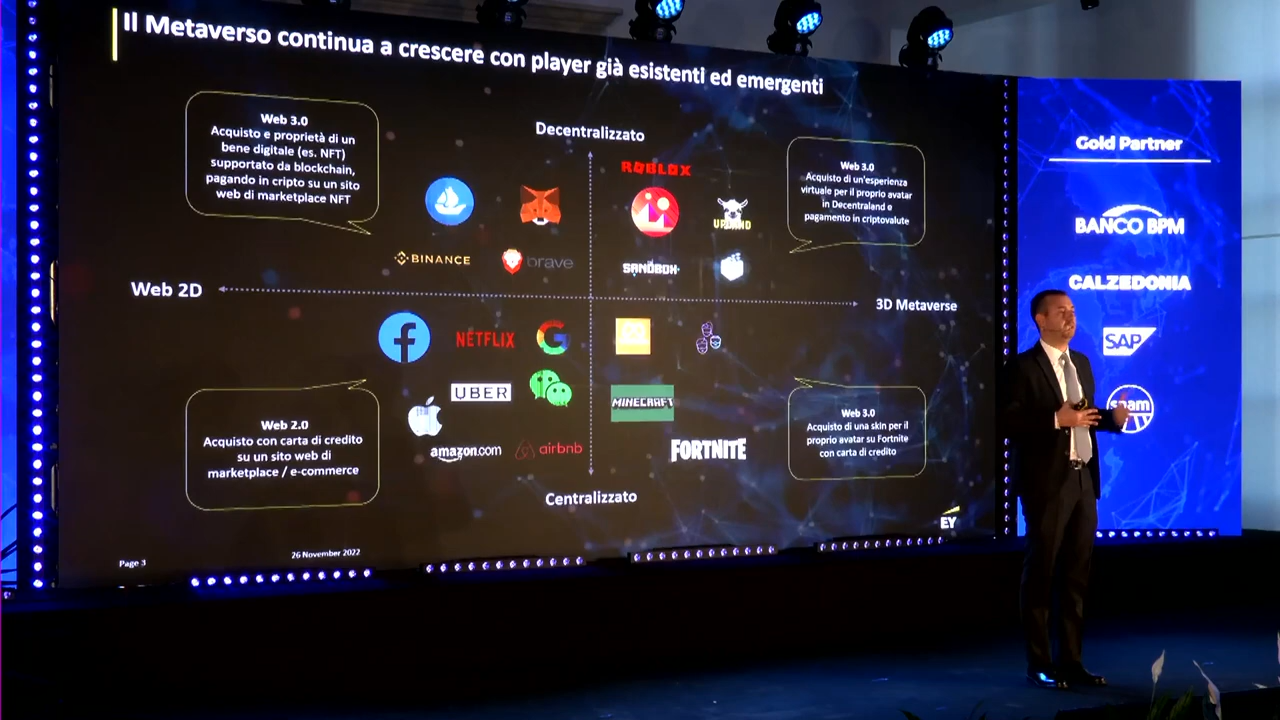 Il Metaverso continua a crescere con player già esistenti ed emergenti
Web 3.0
Acquisto e proprietà di un
bene digitale (es. NFT)
supportato da blockchain,
pagando in cripto su un sito
web di marketplace NFT
Decentralizzato
ROBLOX
UPLAND
BINANCE
brave
SANDBOX
Web 3.0
Acquisto di un'esperienza
virtuale per il proprio avatar
in Decentraland e
pagamento in criptovalute
Web 2D
3D Metaverse
NETFLIX
UBER
amazon.com
airbnb
MINECRAFT
FORTNITE
Web 2.0
Acquisto con carta di credito
su un sito web di
marketplace / e-commerce
Web 3.0
Acquisto di una skin per il
proprio avatar su Fortnite
con carta di credito
Centralizzato
EY
26 November 2022
Page 3
Gold Partner
BANCO BPM
CALZEDONIA
SAP